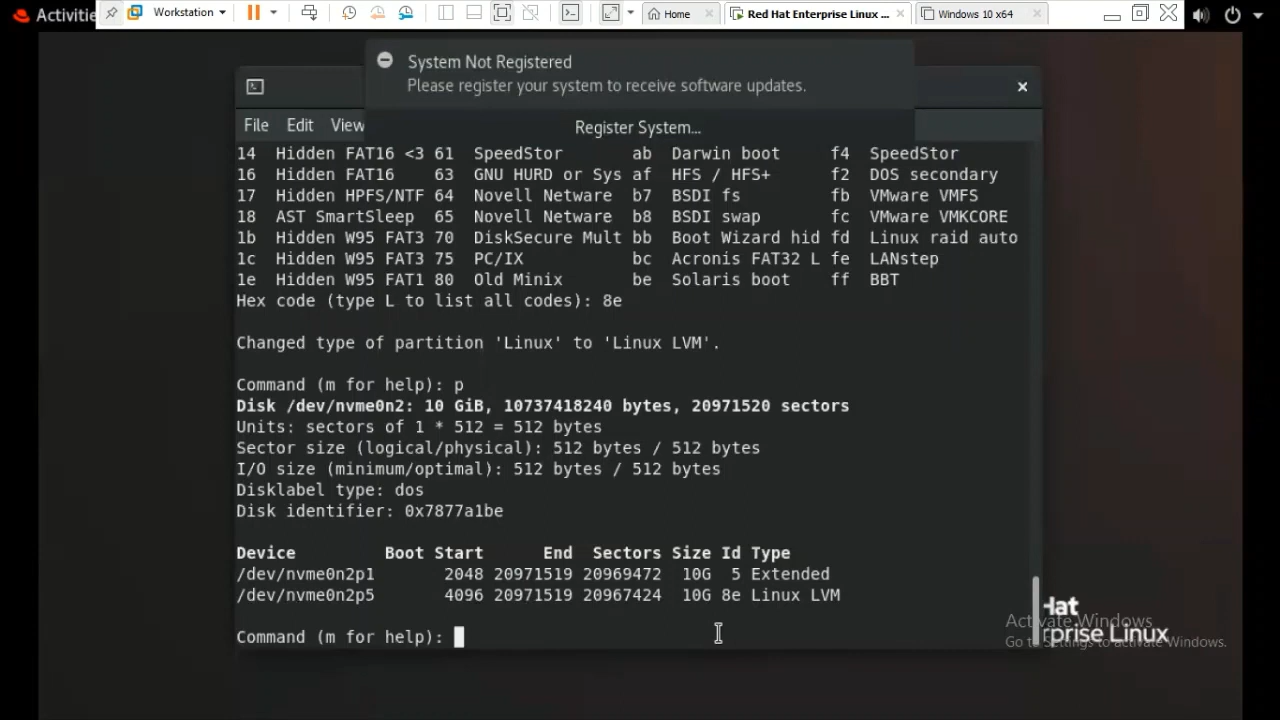 Activitie
Workstation
Home
Red Hat Enterprise Linux ...
Windows 10 x64
System Not Registered
Please register your system to receive software updates.
Register System...
File Edit View
14 Hidden FAT16 <3 61 SpeedStor ab Darwin boot f4 SpeedStor
16 Hidden FAT16 63 GNU HURD or Sys af HFS / HFS+ f2 DOS secondary
17 Hidden HPFS/NTF 64 Novell Netware b7 BSDI fs fb VMware VMFS
18 AST SmartSleep 65 Novell Netware b8 BSDI swap fc VMware VMKCORE
1b Hidden W95 FAT3 70 DiskSecure Mult bb Boot Wizard hid fd Linux raid auto
1c Hidden W95 FAT3 75 PC/IX bc Acronis FAT32 L fe LANstep
1e Hidden W95 FAT1 80 Old Minix be Solaris boot ff BBT
Hex code (type L to list all codes): 8e
Changed type of partition 'Linux' to 'Linux LVM'.
Command (m for help): p
Disk /dev/nvme0n2: 10 GiB, 10737418240 bytes, 20971520 sectors
Units: sectors of 1 * 512 = 512 bytes
Sector size (logical/physical): 512 bytes / 512 bytes
I/O size (minimum/optimal): 512 bytes / 512 bytes
Disklabel type: dos
Disk identifier: 0x7877a1be
Device Boot Start End Sectors Size Id Type
/dev/nvme0n2p1 2048 20971519 20969472 10G 5 Extended
/dev/nvme0n2p5 4096 20971519 20967424 10G 8e Linux LVM
Command (m for help):
Hat
rprise Linux
Activate Windows
Go to Settings to activate Windows.